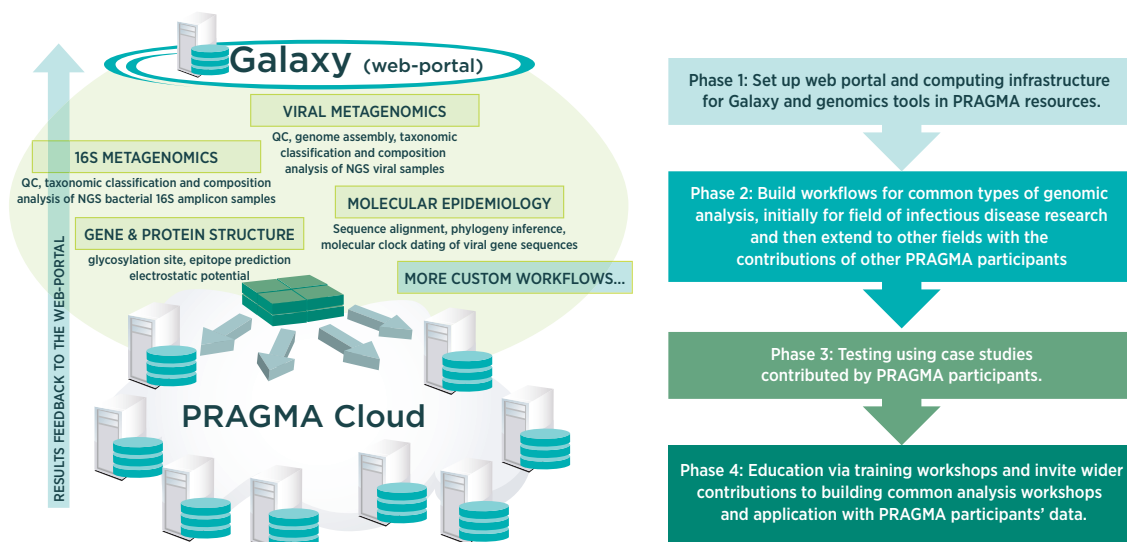 Galaxy (web-portal)
VIRAL METAGENOMICS
QC, genome assembly, taxonomic
classification and composition
analysis of NGS viral samples
16S METAGENOMICS
QC, taxonomic classification and composition
analysis of NGS bacterial 16S amplicon samples
MOLECULAR EPIDEMIOLOGY
Sequence alignment, phylogeny inference,
molecular clock dating of viral gene sequences
GENE & PROTEIN STRUCTURE
glycosylation site, epitope prediction
electrostatic potential
MORE CUSTOM WORKFLOWS...
RESULTS FEEDBACK TO THE WEB-PORTAL
PRAGMA Cloud
Phase 1: Set up web portal and computing infrastructure
for Galaxy and genomics tools in PRAGMA resources.
Phase 2: Build workflows for common types of genomic
analysis, initially for field of infectious disease research
and then extend to other fields with the
contributions of other PRAGMA participants
Phase 3: Testing using case studies
contributed by PRAGMA participants.
Phase 4: Education via training workshops and invite wider
contributions to building common analysis workshops
and application with PRAGMA participants’ data.